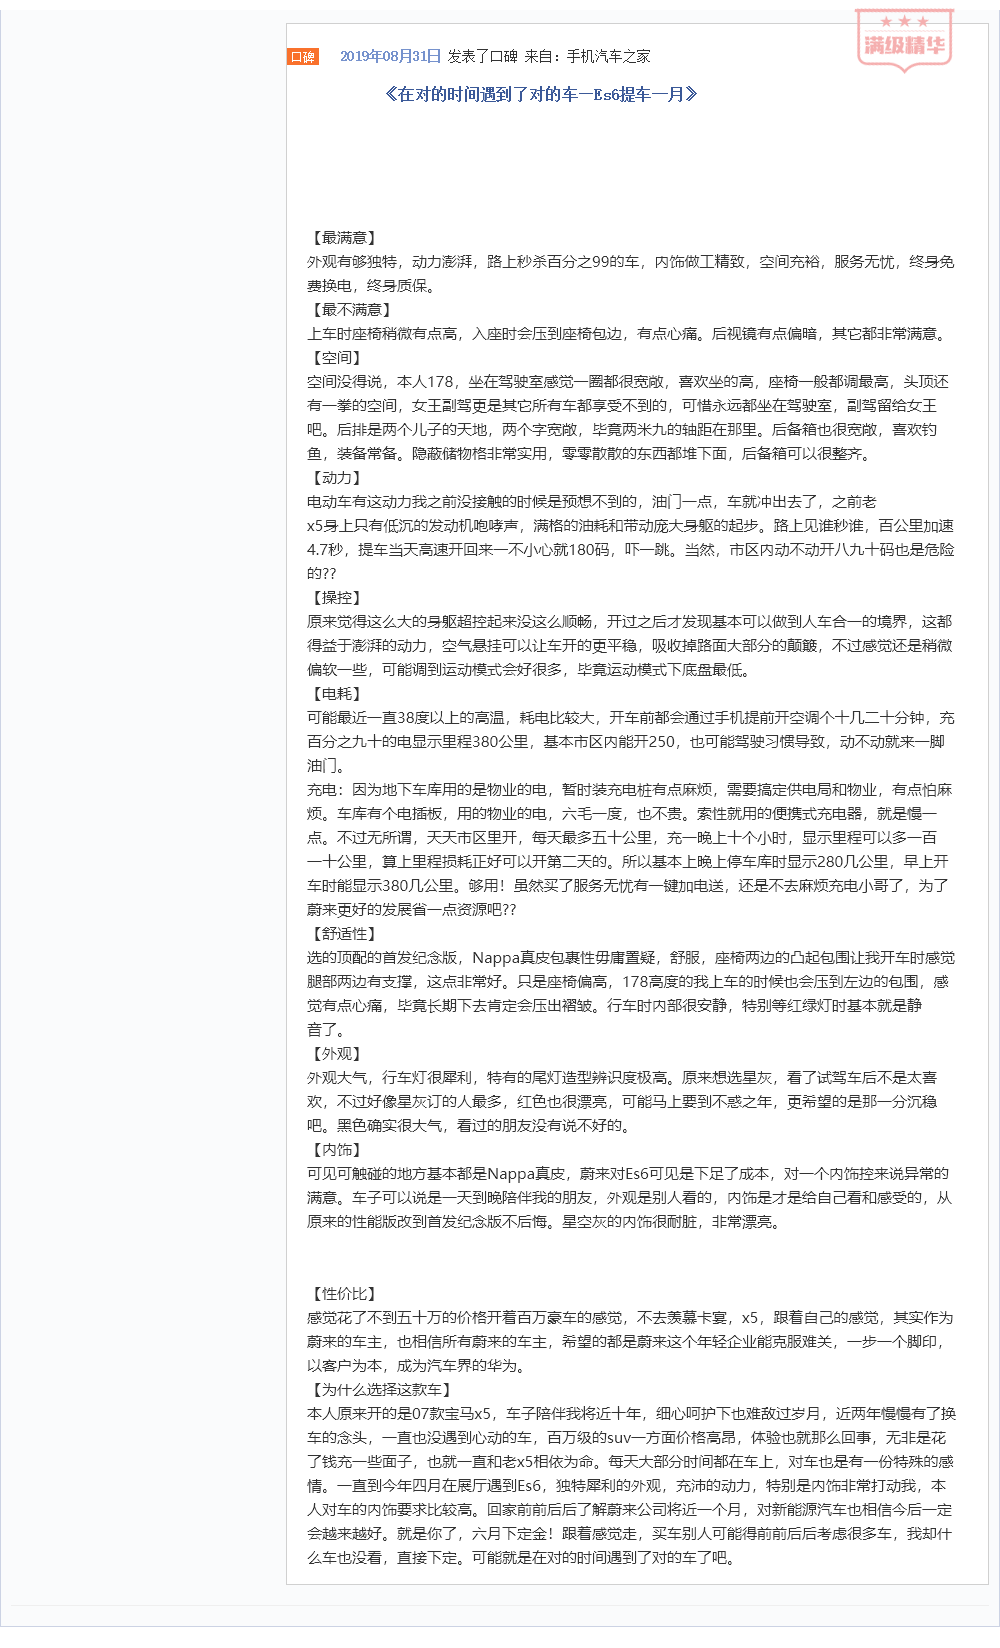 满级精华
口碑 2019年08月31日 发表了口碑 来自：手机汽车之家
《在对的时间遇到了对的车一Es6提车一月》
【最满意】
外观有够独特，动力澎湃，路上秒杀百分之99的车，内饰做工精致，空间充裕，服务无忧，终身免
费换电，终身质保。
【最不满意】
上车时座椅稍微有点高，入座时会压到座椅包边，有点心痛。后视镜有点偏暗，其它都非常满意。
【空间】
空间没得说，本人178，坐在驾驶室感觉一圈都很宽敞，喜欢坐的高，座椅一般都调最高，头顶还
有一拳的空间，女王副驾更是其它所有车都享受不到的，可惜永远都坐在驾驶室，副驾留给女王
吧。后排是两个儿子的天地，两个字宽敞，毕竟两米九的轴距在那里。后备箱也很宽敞，喜欢钓
鱼，装备常备。隐蔽储物格非常实用，零零散散的东西都堆下面，后备箱可以很整齐。
【动力】
电动车有这动力我之前没接触的时候是预想不到的，油门一点，车就冲出去了，之前老
x5身上只有低沉的发动机咆哮声，满格的油耗和带动庞大身躯的起步。路上见谁秒谁，百公里加速
4.7秒，提车当天高速开回来一不小心就180码，吓一跳。当然，市区内动不动开八九十码也是危险
的??
【操控】
原来觉得这么大的身躯超控起来没这么顺畅，开过之后才发现基本可以做到人车合一的境界，这都
得益于澎湃的动力，空气悬挂可以让车开的更平稳，吸收掉路面大部分的颠簸，不过感觉还是稍微
偏软一些，可能调到运动模式会好很多，毕竟运动模式下底盘最低。
【电耗】
可能最近一直38度以上的高温，耗电比较大，开车前都会通过手机提前开空调个十几二十分钟，充
百分之九十的电显示里程380公里，基本市区内能开250，也可能驾驶习惯导致，动不动就来一脚
油门。
充电：因为地下车库用的是物业的电，暂时装充电桩有点麻烦，需要搞定供电局和物业，有点怕麻
烦。车库有个电插板，用的物业的电，六毛一度，也不贵。索性就用的便携式充电器，就是慢一
点。不过无所谓，天天市区里开，每天最多五十公里，充一晚上十个小时，显示里程可以多一百
一十公里，算上里程损耗正好可以开第二天的。所以基本上晚上停车库时显示280几公里，早上开
车时能显示380几公里。够用！虽然买了服务无忧有一键加电送，还是不去麻烦充电小哥了，为了
蔚来更好的发展省一点资源吧??
【舒适性】
选的顶配的首发纪念版，Nappa真皮包裹性毋庸置疑，舒服，座椅两边的凸起包围让我开车时感觉
腿部两边有支撑，这点非常好。只是座椅偏高，178高度的我上车的时候也会压到左边的包围，感
觉有点心痛，毕竟长期下去肯定会压出褶皱。行车时内部很安静，特别等红绿灯时基本就是静
音了。
【外观】
外观大气，行车灯很犀利，特有的尾灯造型辨识度极高。原来想选星灰，看了试驾车后不是太喜
欢，不过好像星灰订的人最多，红色也很漂亮，可能马上要到不惑之年，更希望的是那一分沉稳
吧。黑色确实很大气，看过的朋友没有说不好的。
【内饰】
可见可触碰的地方基本都是Nappa真皮，蔚来对Es6可见是下足了成本，对一个内饰控来说异常的
满意。车子可以说是一天到晚陪伴我的朋友，外观是别人看的，内饰是才是给自己看和感受的，从
原来的性能版改到首发纪念版不后悔。星空灰的内饰很耐脏，非常漂亮。
【性价比】
感觉花了不到五十万的价格开着百万豪车的感觉，不去羡慕卡宴，x5，跟着自己的感觉，其实作为
蔚来的车主，也相信所有蔚来的车主，希望的都是蔚来这个年轻企业能克服难关，一步一个脚印，
以客户为本，成为汽车界的华为。
【为什么选择这款车】
本人原来开的是07款宝马x5，车子陪伴我将近十年，细心呵护下也难敌过岁月，近两年慢慢有了换
车的念头，一直也没遇到心动的车，百万级的suv一方面价格高昂，体验也就那么回事，无非是花
了钱充一些面子，也就一直和老x5相依为命。每天大部分时间都在车上，对车也是有一份特殊的感
情。一直到今年四月在展厅遇到Es6，独特犀利的外观，充沛的动力，特别是内饰非常打动我，本
人对车的内饰要求比较高。回家前前后后了解蔚来公司将近一个月，对新能源汽车也相信今后一定
会越来越好。就是你了，六月下定金！跟着感觉走，买车别人可能得前前后后考虑很多车，我却什
么车也没看，直接下定。可能就是在对的时间遇到了对的车了吧。